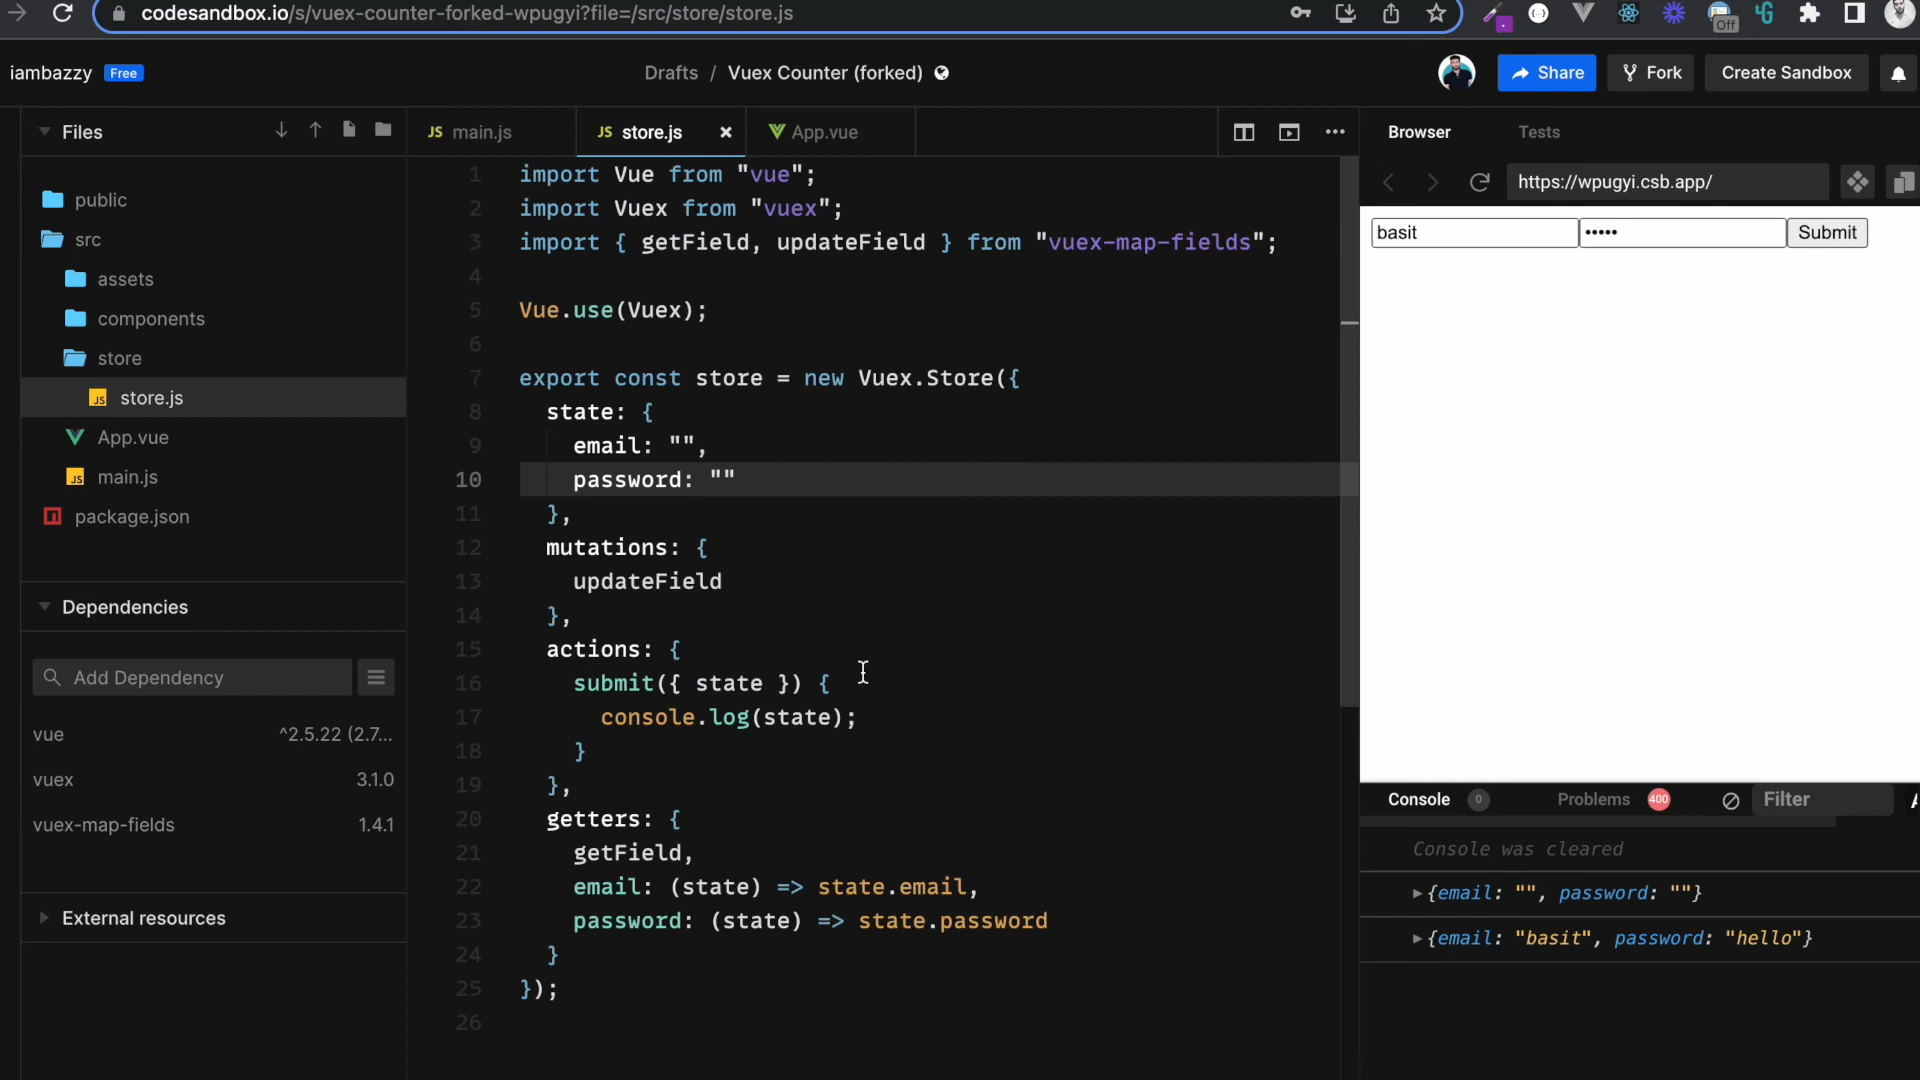 codesandbox.io/s/vuex-counter-forked-wpugyi?file=/src/store/store.js
Off
iambazzy Free
Drafts / Vuex Counter (forked)
Share
Fork
Create Sandbox
Files
JS main.js
JS store.js
App.vue
Browser
Tests
https://wpugyi.csb.app/
public
src
assets
components
store
JS store.js
App.vue
JS main.js
package.json
Dependencies
Add Dependency
vue ^2.5.22 (2.7...
vuex 3.1.0
vuex-map-fields 1.4.1
External resources
1 import Vue from "vue";
2 import Vuex from "vuex";
3 import { getField, updateField } from "vuex-map-fields";
4
5 Vue.use(Vuex);
6
7 export const store = new Vuex.Store({
8 state: {
9 email: "",
10 password: ""
11 },
12 mutations: {
13 updateField
14 },
15 actions: {
16 submit({ state }) {
17 console.log(state);
18 }
19 },
20 getters: {
21 getField,
22 email: (state) => state.email,
23 password: (state) => state.password
24 }
25 });
26
basit ••••• Submit
Console 0 Problems 400 Filter
Console was cleared
▸{email: "", password: ""}
▸{email: "basit", password: "hello"}